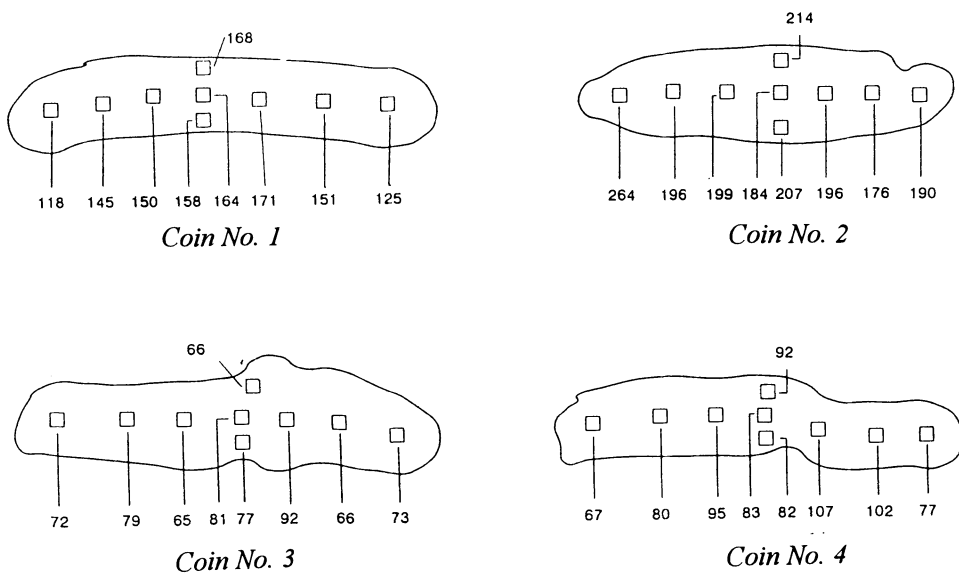 168
118 145 150 158 164 171 151 125
Coin No. 1
214
264 196 199 184 207 196 176 190
Coin No. 2
66
72 79 65 81 77 92 66 73
Coin No. 3
92
67 80 95 83 82 107 102 77
Coin No. 4